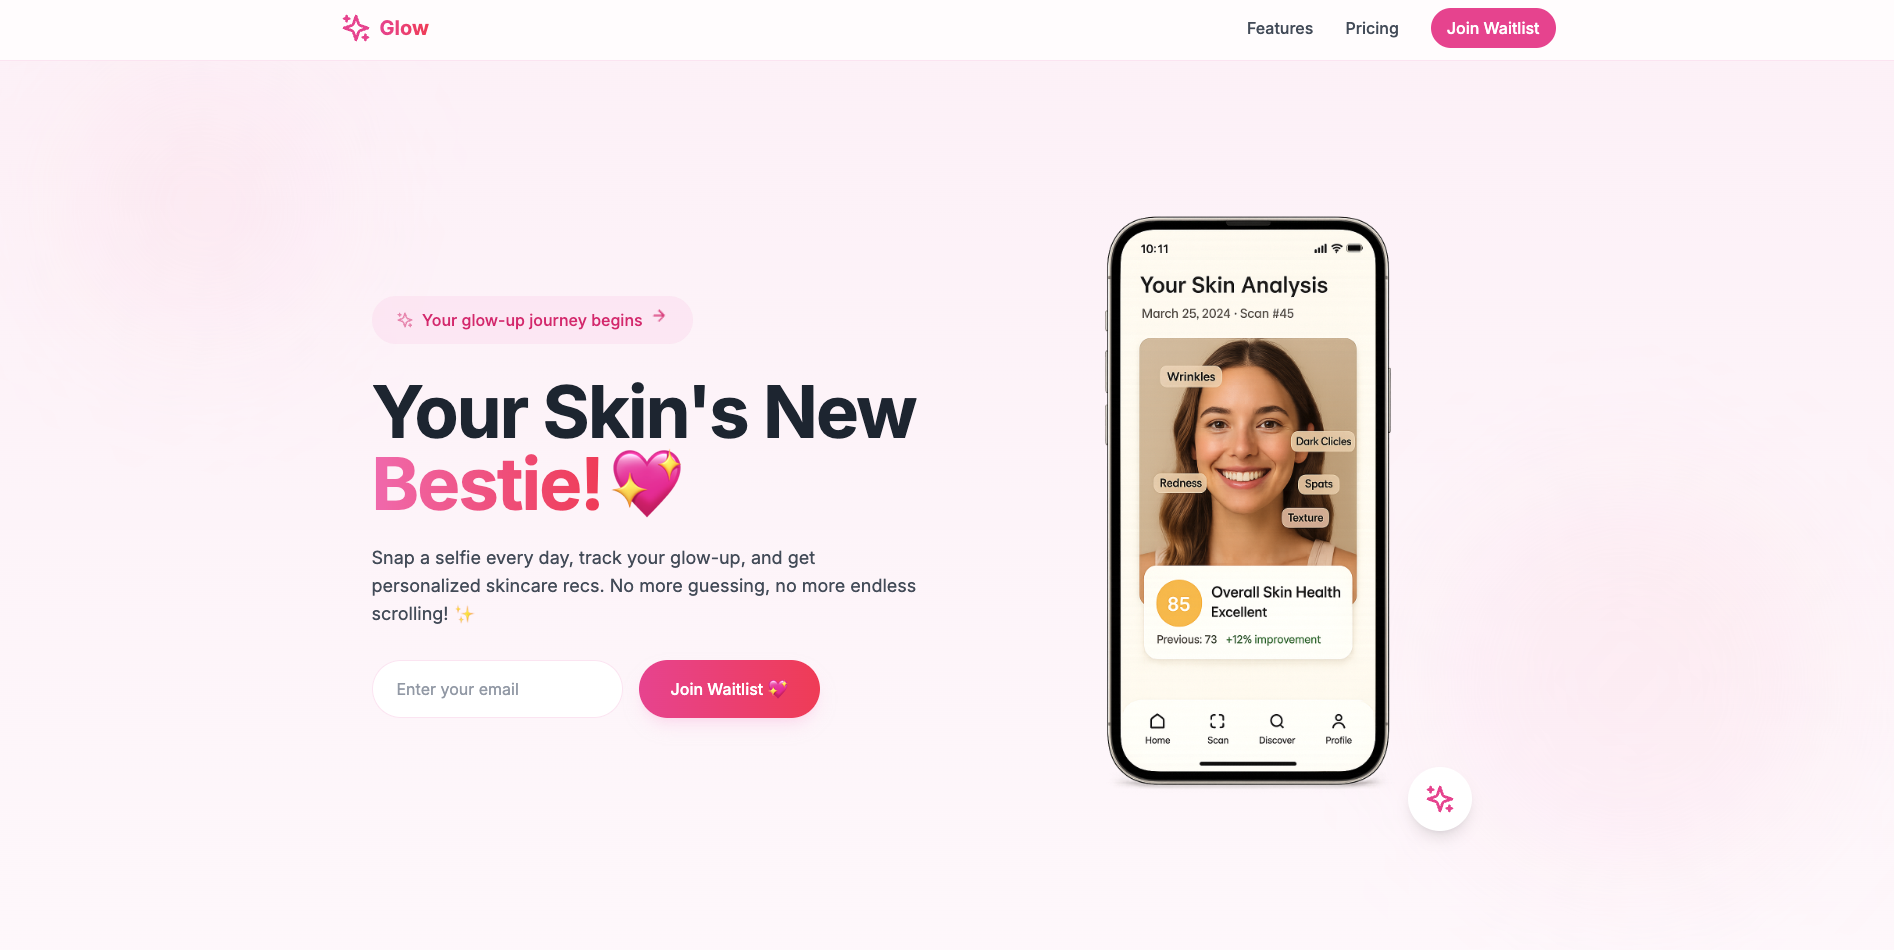 Glow
Features
Pricing
Join Waitlist
Your glow-up journey begins →
Your Skin's New
Bestie! 💖
Snap a selfie every day, track your glow-up, and get
personalized skincare recs. No more guessing, no more endless
scrolling! ✨
Enter your email
Join Waitlist 💖
10:11
Your Skin Analysis
March 25, 2024 · Scan #45
Wrinkles
Dark Clicles
Redness
Spats
Texture
85
Overall Skin Health
Excellent
Previous: 73 +12% improvement
Home
Scan
Discover
Profile